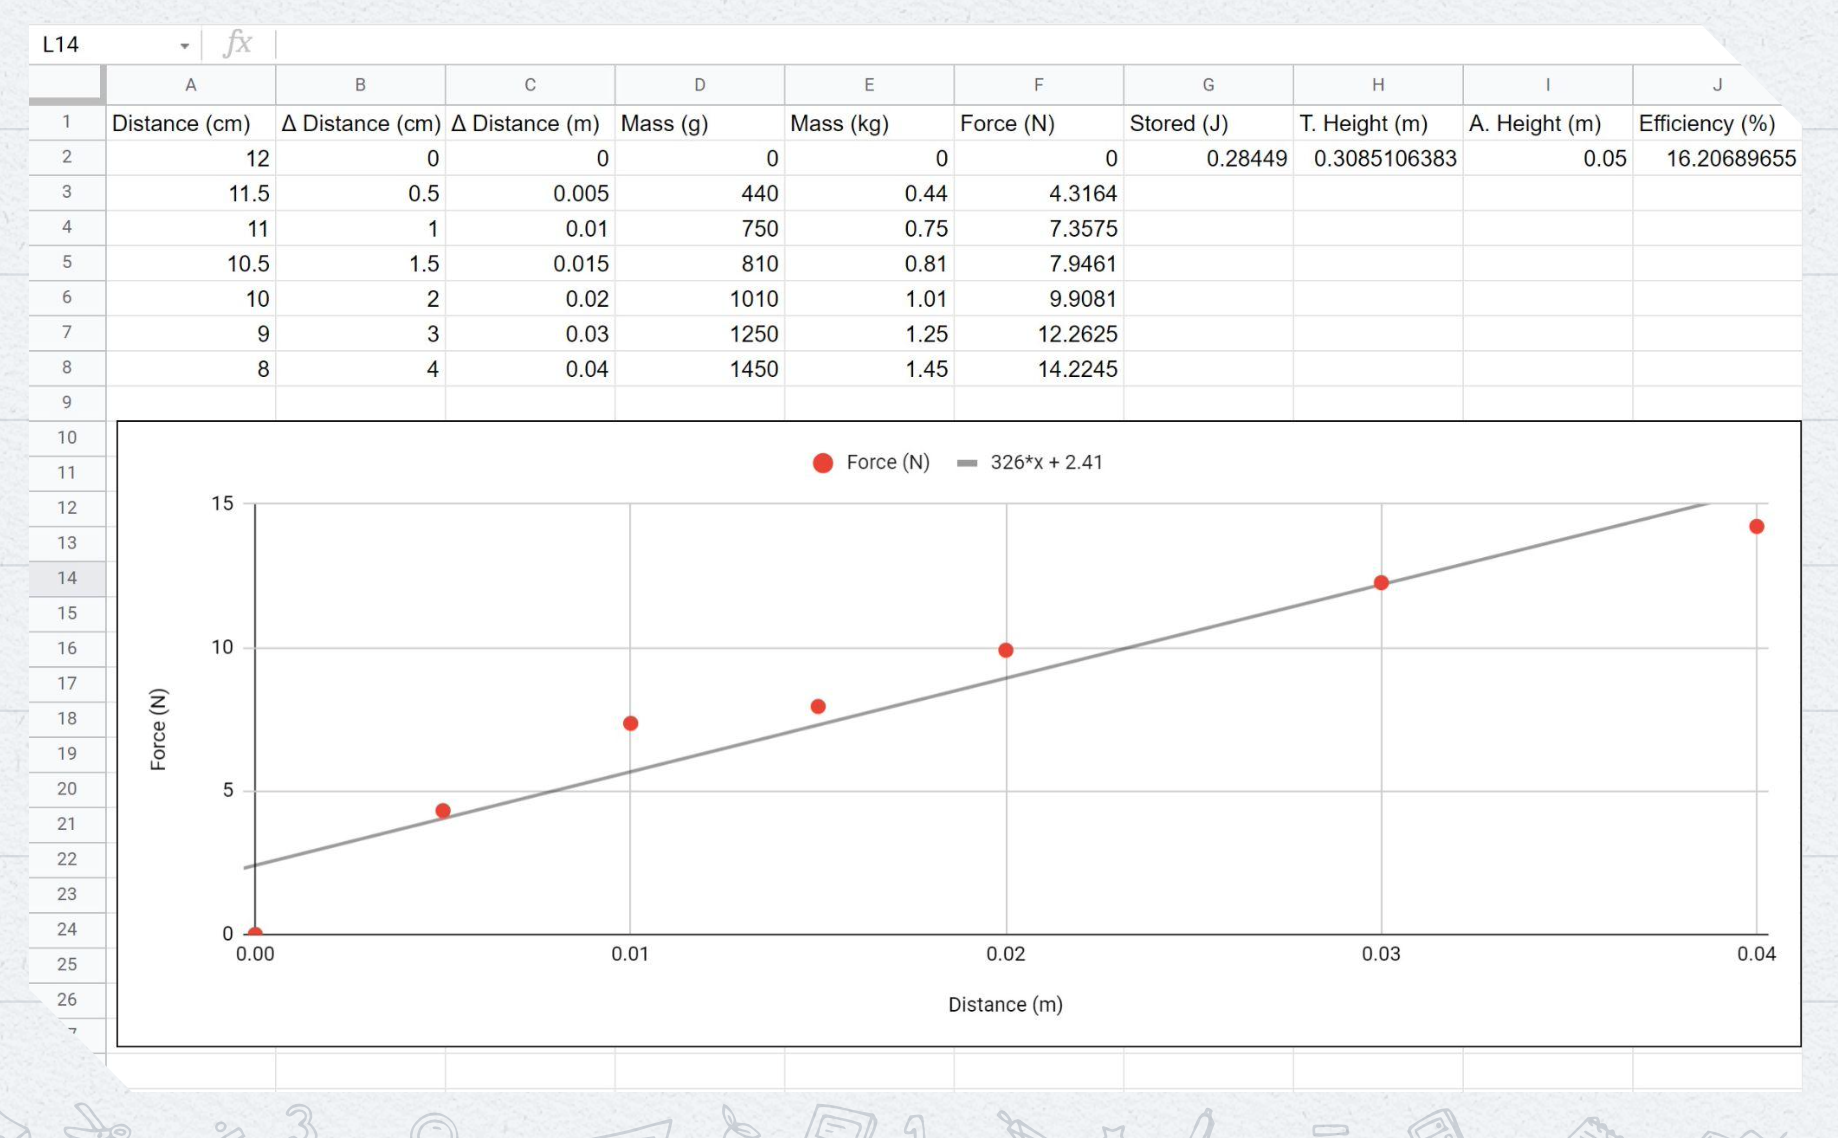 L14 fx
A B C D E F G H I J
1 Distance (cm) Δ Distance (cm) Δ Distance (m) Mass (g) Mass (kg) Force (N) Stored (J) T. Height (m) A. Height (m) Efficiency (%)
2 12 0 0 0 0 0 0.28449 0.3085106383 0.05 16.20689655
3 11.5 0.5 0.005 440 0.44 4.3164
4 11 1 0.01 750 0.75 7.3575
5 10.5 1.5 0.015 810 0.81 7.9461
6 10 2 0.02 1010 1.01 9.9081
7 9 3 0.03 1250 1.25 12.2625
8 8 4 0.04 1450 1.45 14.2245
9
10
11
12
13
14
15
16
17
18
19
20
21
22
23
24
25
26
Force (N) 326*x + 2.41
15
10
5
0
Force (N)
0.00 0.01 0.02 0.03 0.04
Distance (m)
3
1